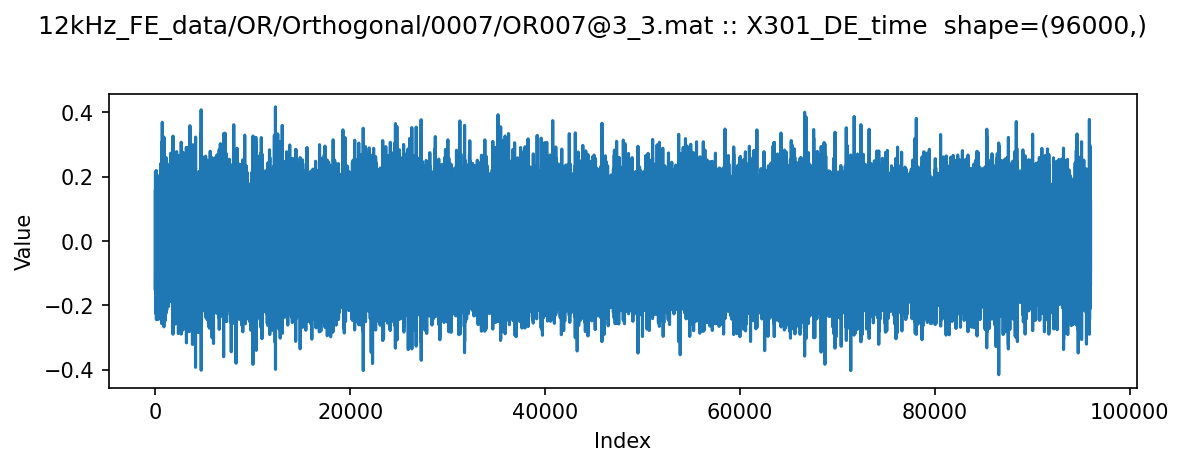 12kHz_FE_data/OR/Orthogonal/0007/OR007@3_3.mat :: X301_DE_time  shape=(96000,)
0.4
0.2
0.0
−0.2
−0.4
Value
0 20000 40000 60000 80000 100000
Index